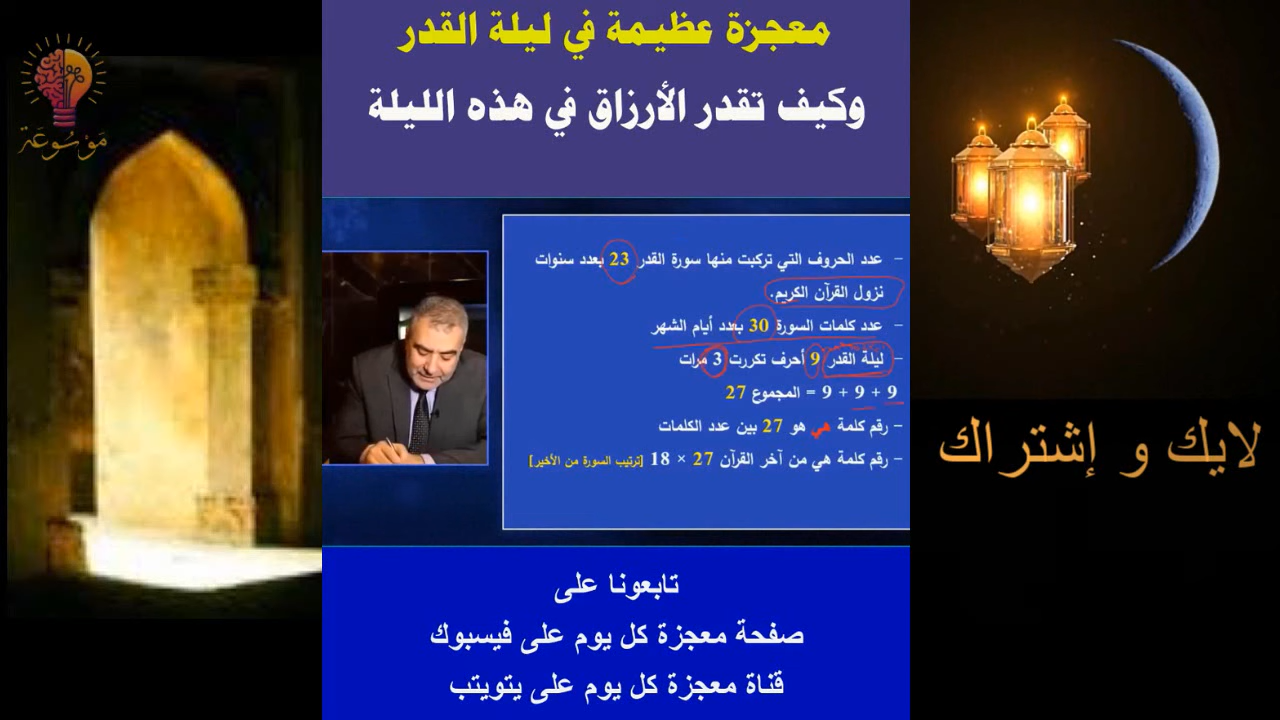 معجزة عظيمة في ليلة القدر
وكيف تقدر الأرزاق في هذه الليلة
مَوْسُوعَة
– عدد الحروف التي تركبت منها سورة القدر 23 بعدد سنوات
نزول القرآن الكريم.
– عدد كلمات السورة 30 بعدد أيام الشهر
– ليلة القدر 9 أحرف تكررت 3 مرات
9 + 9 + 9 = المجموع 27
– رقم كلمة هي هو 27 بين عدد الكلمات
– رقم كلمة هي من آخر القرآن 27 × 18 [ترتيب السورة من الأخير]
لايك و إشتراك
تابعونا على
صفحة معجزة كل يوم على فيسبوك
قناة معجزة كل يوم على يتويتب